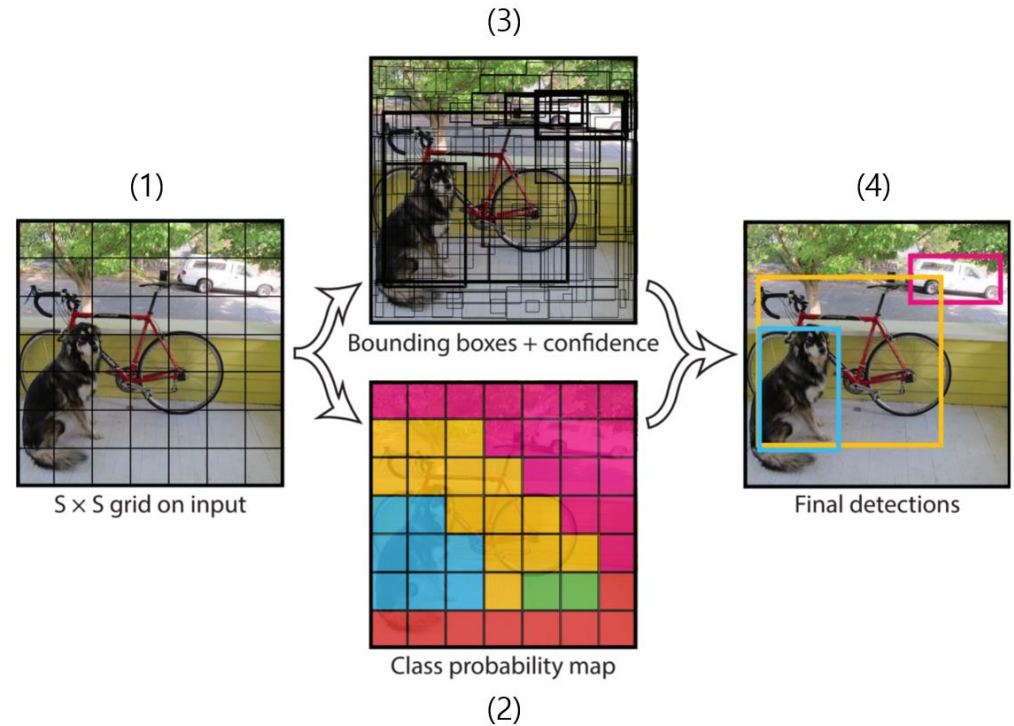 (3)
(1)
(4)
Bounding boxes + confidence
S × S grid on input
Final detections
Class probability map
(2)